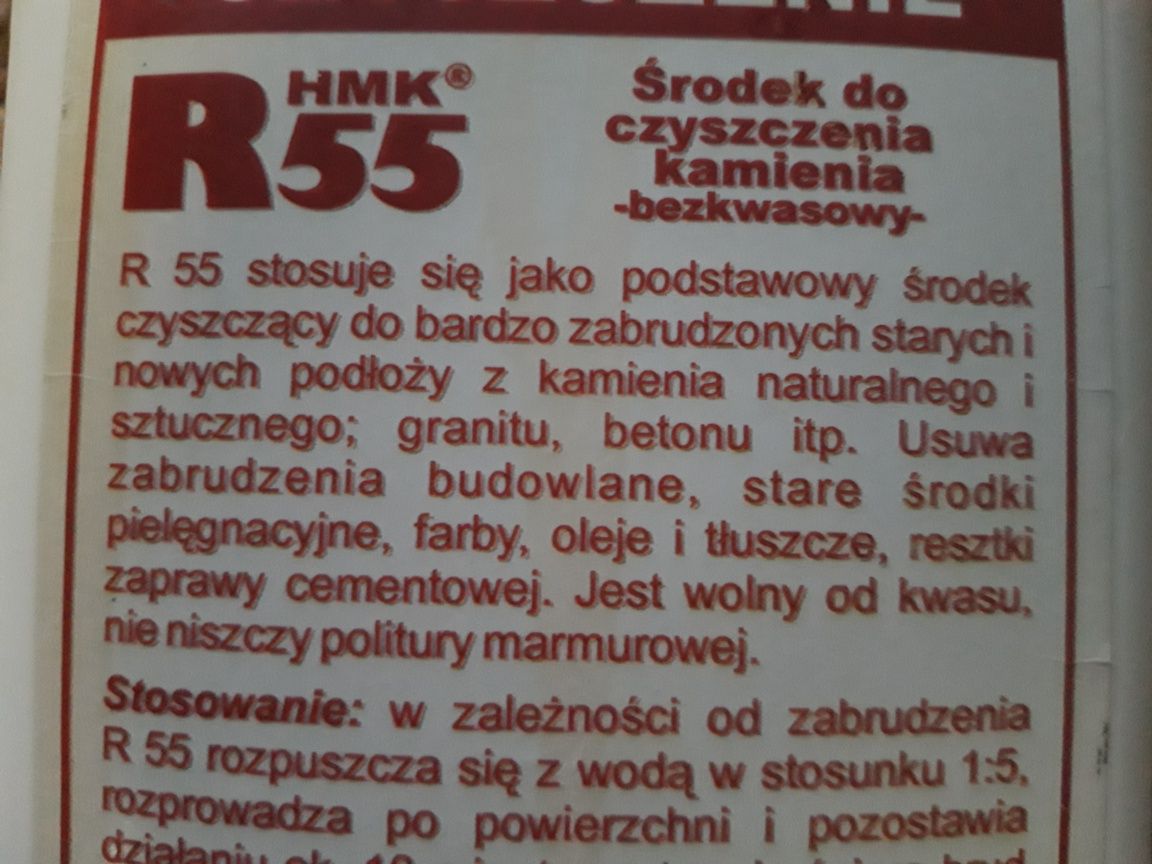 HMK®
R55
Środek do
czyszczenia
kamienia
-bezkwasowy-
R 55 stosuje się jako podstawowy środek
czyszczący do bardzo zabrudzonych starych i
nowych podłoży z kamienia naturalnego i
sztucznego; granitu, betonu itp. Usuwa
zabrudzenia budowlane, stare środki
pielęgnacyjne, farby, oleje i tłuszcze, resztki
zaprawy cementowej. Jest wolny od kwasu,
nie niszczy politury marmurowej.
Stosowanie: w zależności od zabrudzenia
R 55 rozpuszcza się z wodą w stosunku 1:5,
rozprowadza po powierzchni i pozostawia
działaniu ok. 10